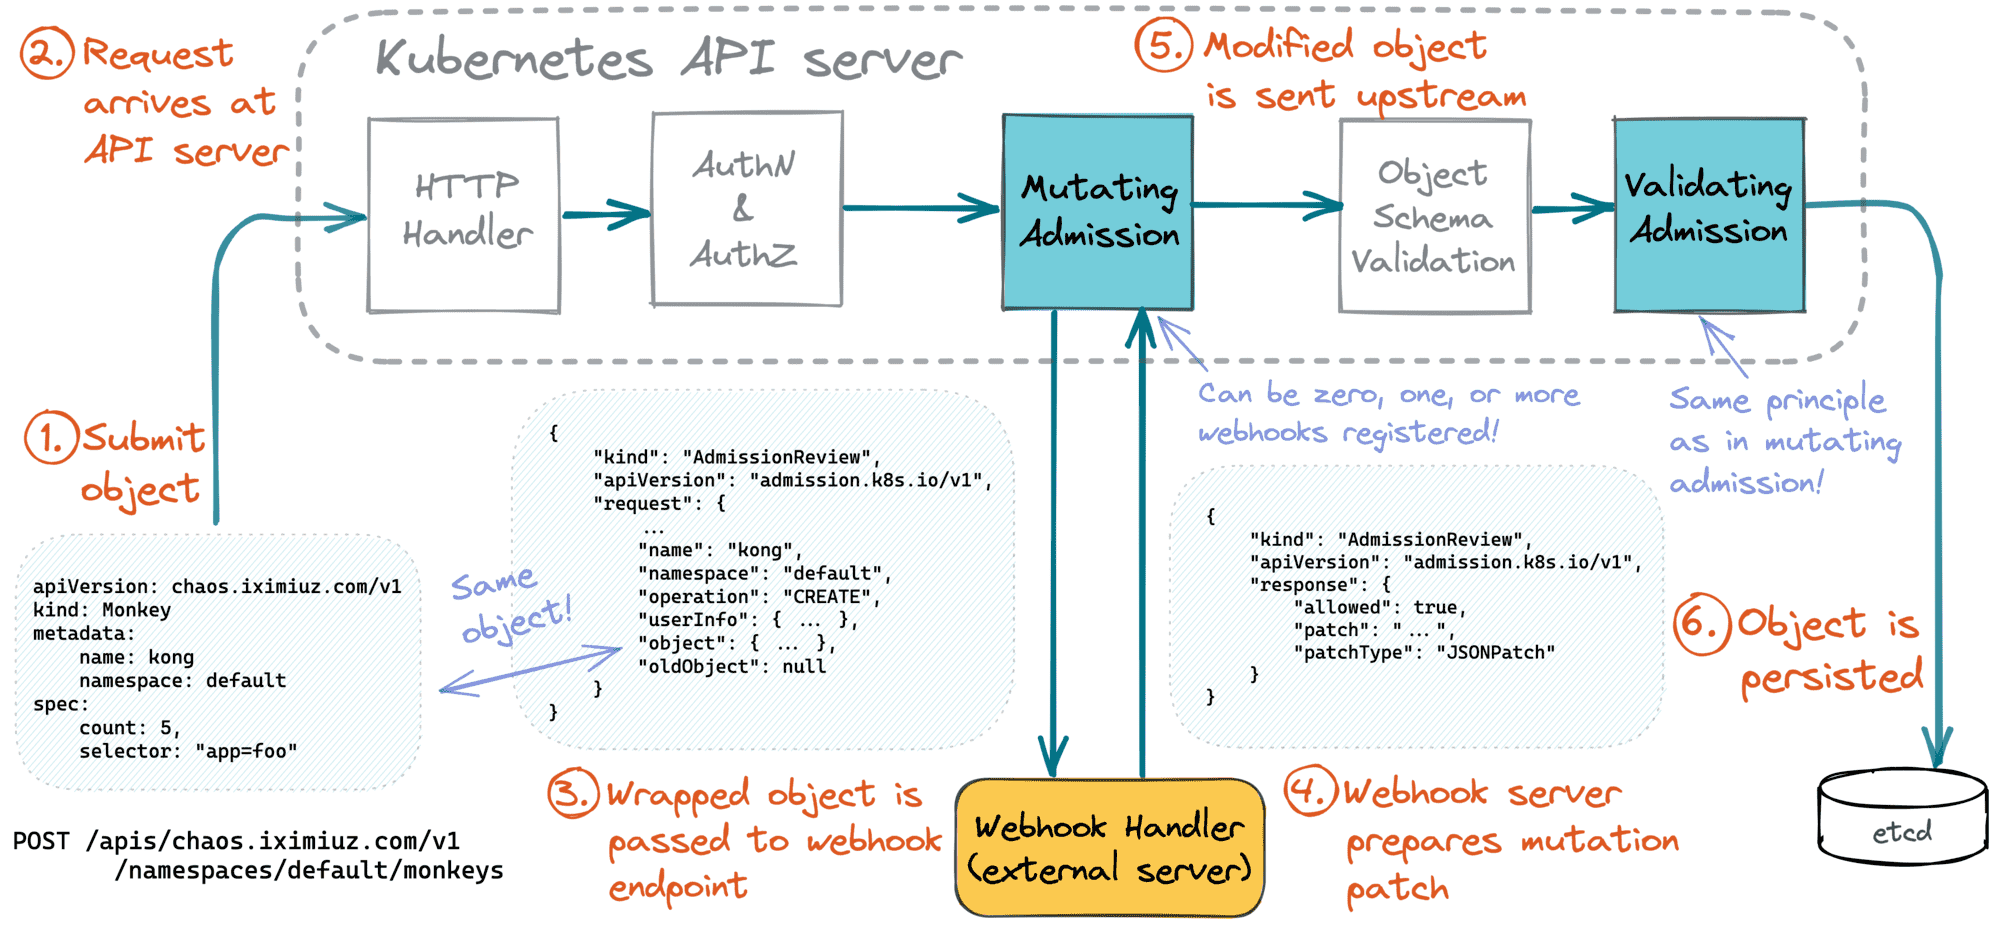 2. Request
arrives at
API server
Kubernetes API server
5. Modified object
is sent upstream
HTTP
Handler
AuthN
&
AuthZ
Mutating
Admission
Object
Schema
Validation
Validating
Admission
Can be zero, one, or more
webhooks registered!
Same principle
as in mutating
admission!
1. Submit
object
apiVersion: chaos.iximiuz.com/v1
kind: Monkey
metadata:
name: kong
namespace: default
spec:
count: 5,
selector: "app=foo"
POST /apis/chaos.iximiuz.com/v1
/namespaces/default/monkeys
Same
object!
{
"kind": "AdmissionReview",
"apiVersion": "admission.k8s.io/v1",
"request": {
...
"name": "kong",
"namespace": "default",
"operation": "CREATE",
"userInfo": { ... },
"object": { ... },
"oldObject": null
}
}
3. Wrapped object is
passed to webhook
endpoint
Webhook Handler
(external server)
{
"kind": "AdmissionReview",
"apiVersion": "admission.k8s.io/v1",
"response": {
"allowed": true,
"patch": "...",
"patchType": "JSONPatch"
}
}
4. Webhook server
prepares mutation
patch
6. Object is
persisted
etcd